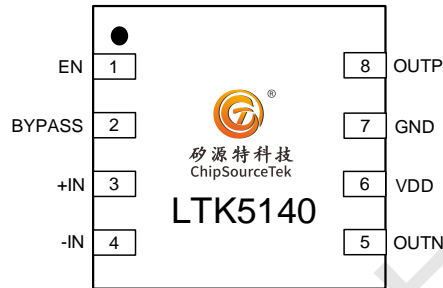 EN 1 8 OUTP
®
BYPASS 2 7 GND
矽源特科技
ChipSourceTek
+IN 3 6 VDD
LTK5140
-IN 4 5 OUTN